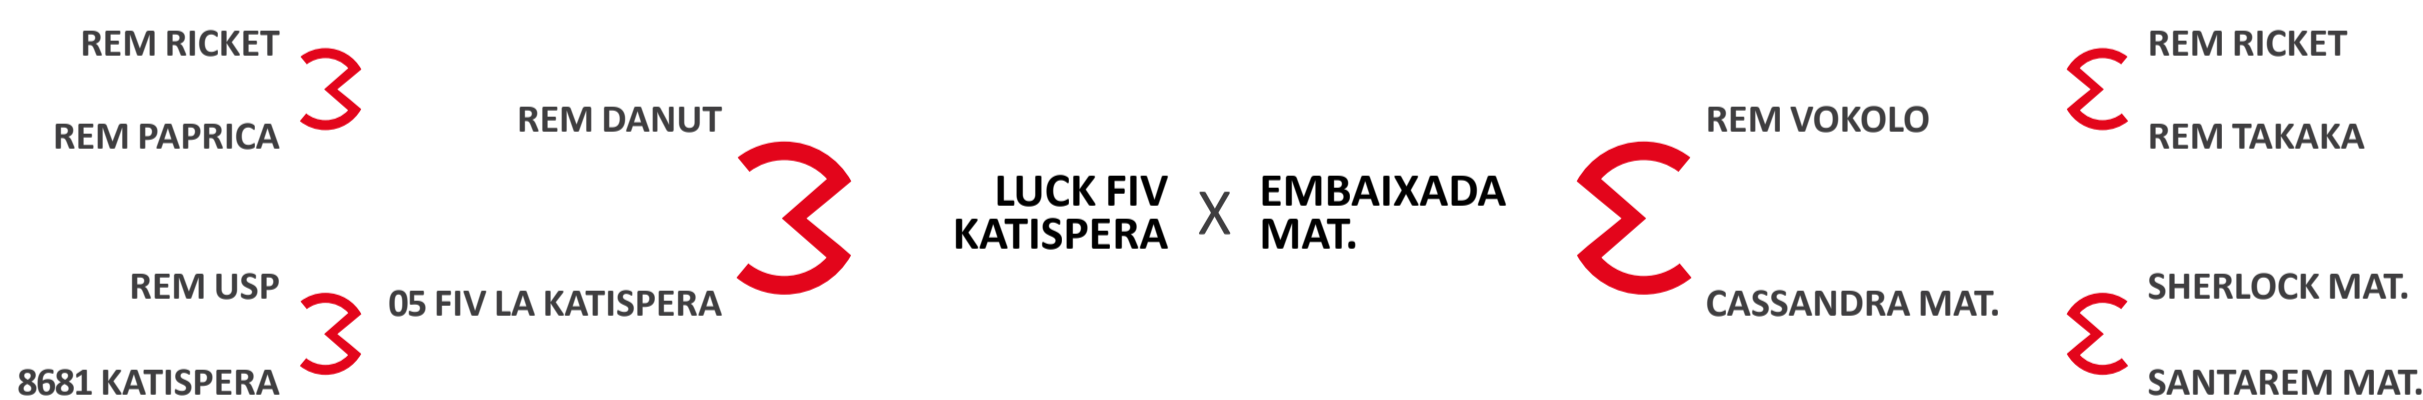 REM RICKET
REM PAPRICA
REM USP
8681 KATISPERA
REM DANUT
05 FIV LA KATISPERA
LUCK FIV
KATISPERA
X
EMBAIXADA
MAT.
REM VOKOLO
CASSANDRA MAT.
REM RICKET
REM TAKAKA
SHERLOCK MAT.
SANTAREM MAT.